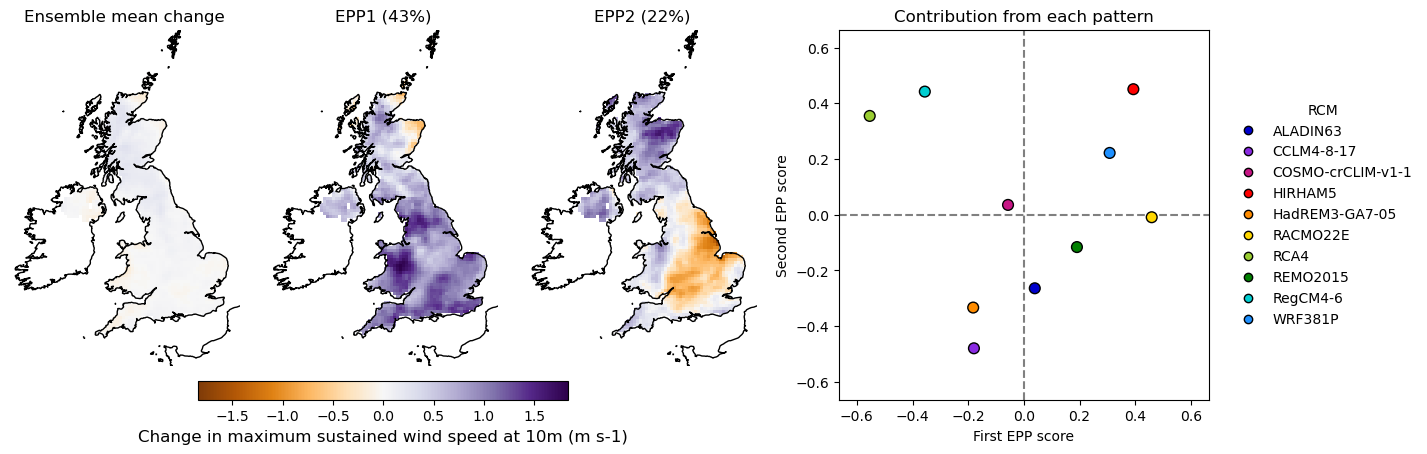 Ensemble mean change
EPP1 (43%)
EPP2 (22%)
Contribution from each pattern
−1.5 −1.0 −0.5 0.0 0.5 1.0 1.5
Change in maximum sustained wind speed at 10m (m s-1)
Second EPP score
0.6
0.4
0.2
0.0
−0.2
−0.4
−0.6
−0.6 −0.4 −0.2 0.0 0.2 0.4 0.6
First EPP score
RCM
ALADIN63
CCLM4-8-17
COSMO-crCLIM-v1-1
HIRHAM5
HadREM3-GA7-05
RACMO22E
RCA4
REMO2015
RegCM4-6
WRF381P